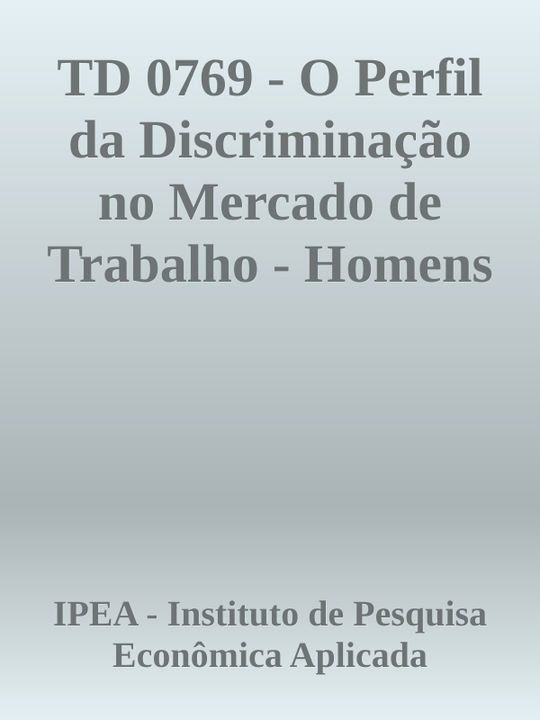 TD 0769 - O Perfil
da Discriminação
no Mercado de
Trabalho - Homens
IPEA - Instituto de Pesquisa
Econômica Aplicada